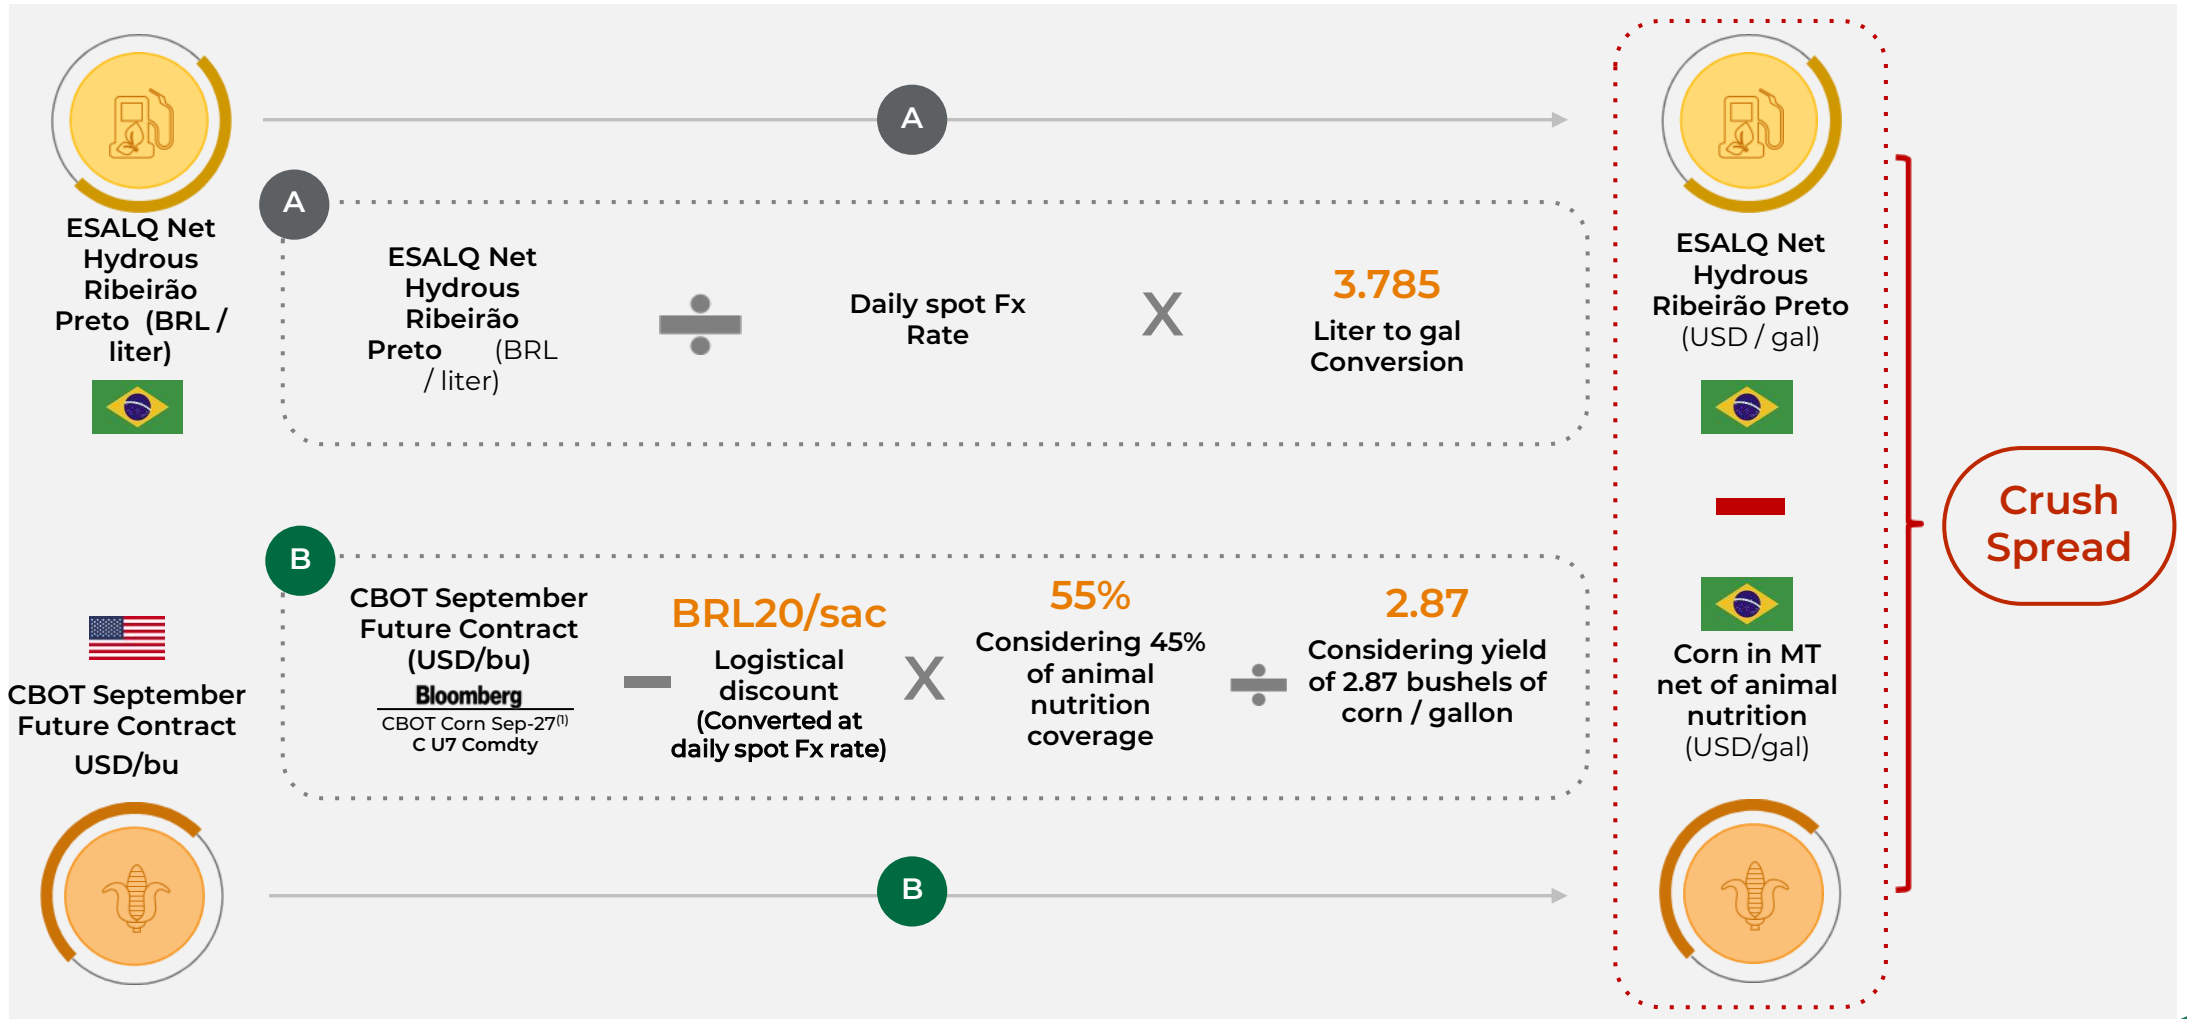 A
ESALQ Net
Hydrous
Ribeirão
Preto (BRL /
liter)
A
ESALQ Net
Hydrous
Ribeirão
Preto (BRL
/ liter)
Daily spot Fx
Rate
X
3.785
Liter to gal
Conversion
ESALQ Net
Hydrous
Ribeirão Preto
(USD / gal)
CBOT September
Future Contract
USD/bu
B
CBOT September
Future Contract
(USD/bu)
Bloomberg
CBOT Corn Sep-27(1)
C U7 Comdty
BRL20/sac
Logistical
discount
(Converted at
daily spot Fx rate)
X
55%
Considering 45%
of animal
nutrition
coverage
2.87
Considering yield
of 2.87 bushels of
corn / gallon
B
Corn in MT
net of animal
nutrition
(USD/gal)
Crush
Spread